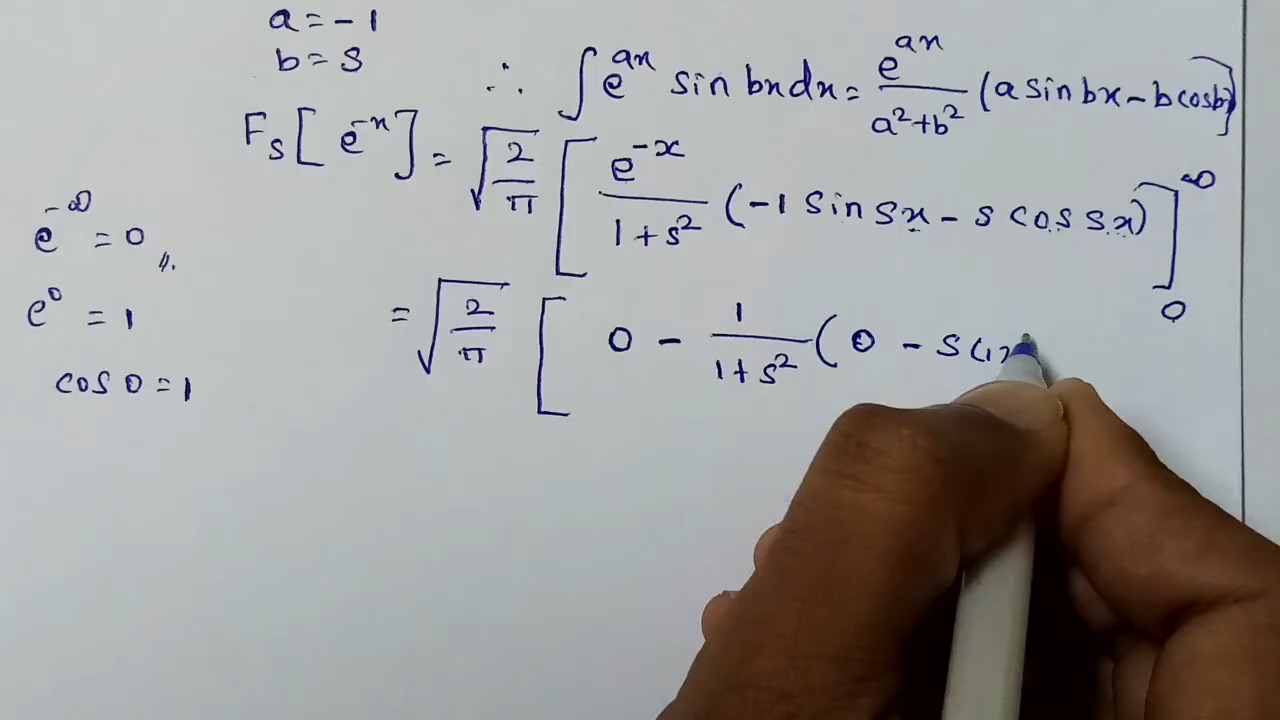 a = -1
b = s
∴ ∫ e^{ax} sin bx dx = e^{ax}/(a²+b²) (a sin bx - b cos b
F_s [ e^{-x} ] = √(2/π) [ e^{-x}/(1+s²) (-1 sin sx - s cos sx) ]_0^∞
e^{-∞} = 0 //.
= √(2/π) [ 0 - 1/(1+s²) ( 0 - s(1)
e^0 = 1
cos 0 = 1